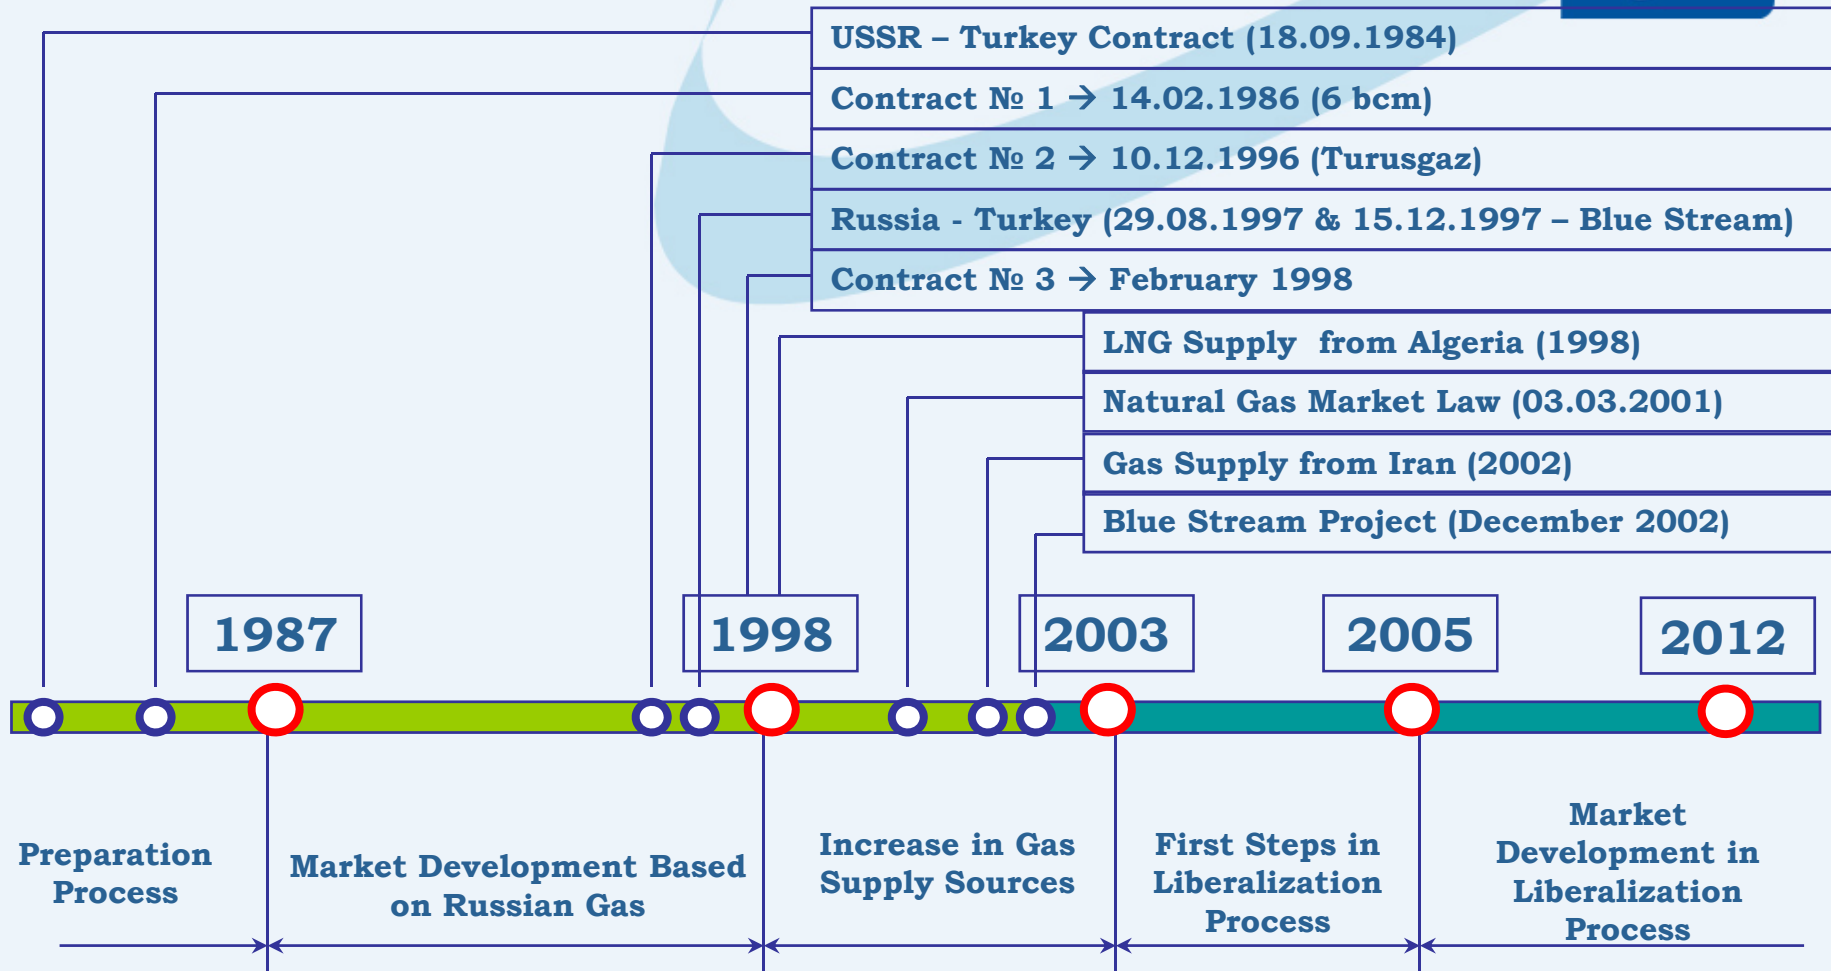 USSR – Turkey Contract (18.09.1984)
Contract № 1 → 14.02.1986 (6 bcm)
Contract № 2 → 10.12.1996 (Turusgaz)
Russia - Turkey (29.08.1997 & 15.12.1997 – Blue Stream)
Contract № 3 → February 1998
LNG Supply  from Algeria (1998)
Natural Gas Market Law (03.03.2001)
Gas Supply from Iran (2002)
Blue Stream Project (December 2002)
1987
1998
2003
2005
2012
Preparation
Process
Market Development Based
on Russian Gas
Increase in Gas
Supply Sources
First Steps in
Liberalization
Process
Market
Development in
Liberalization
Process